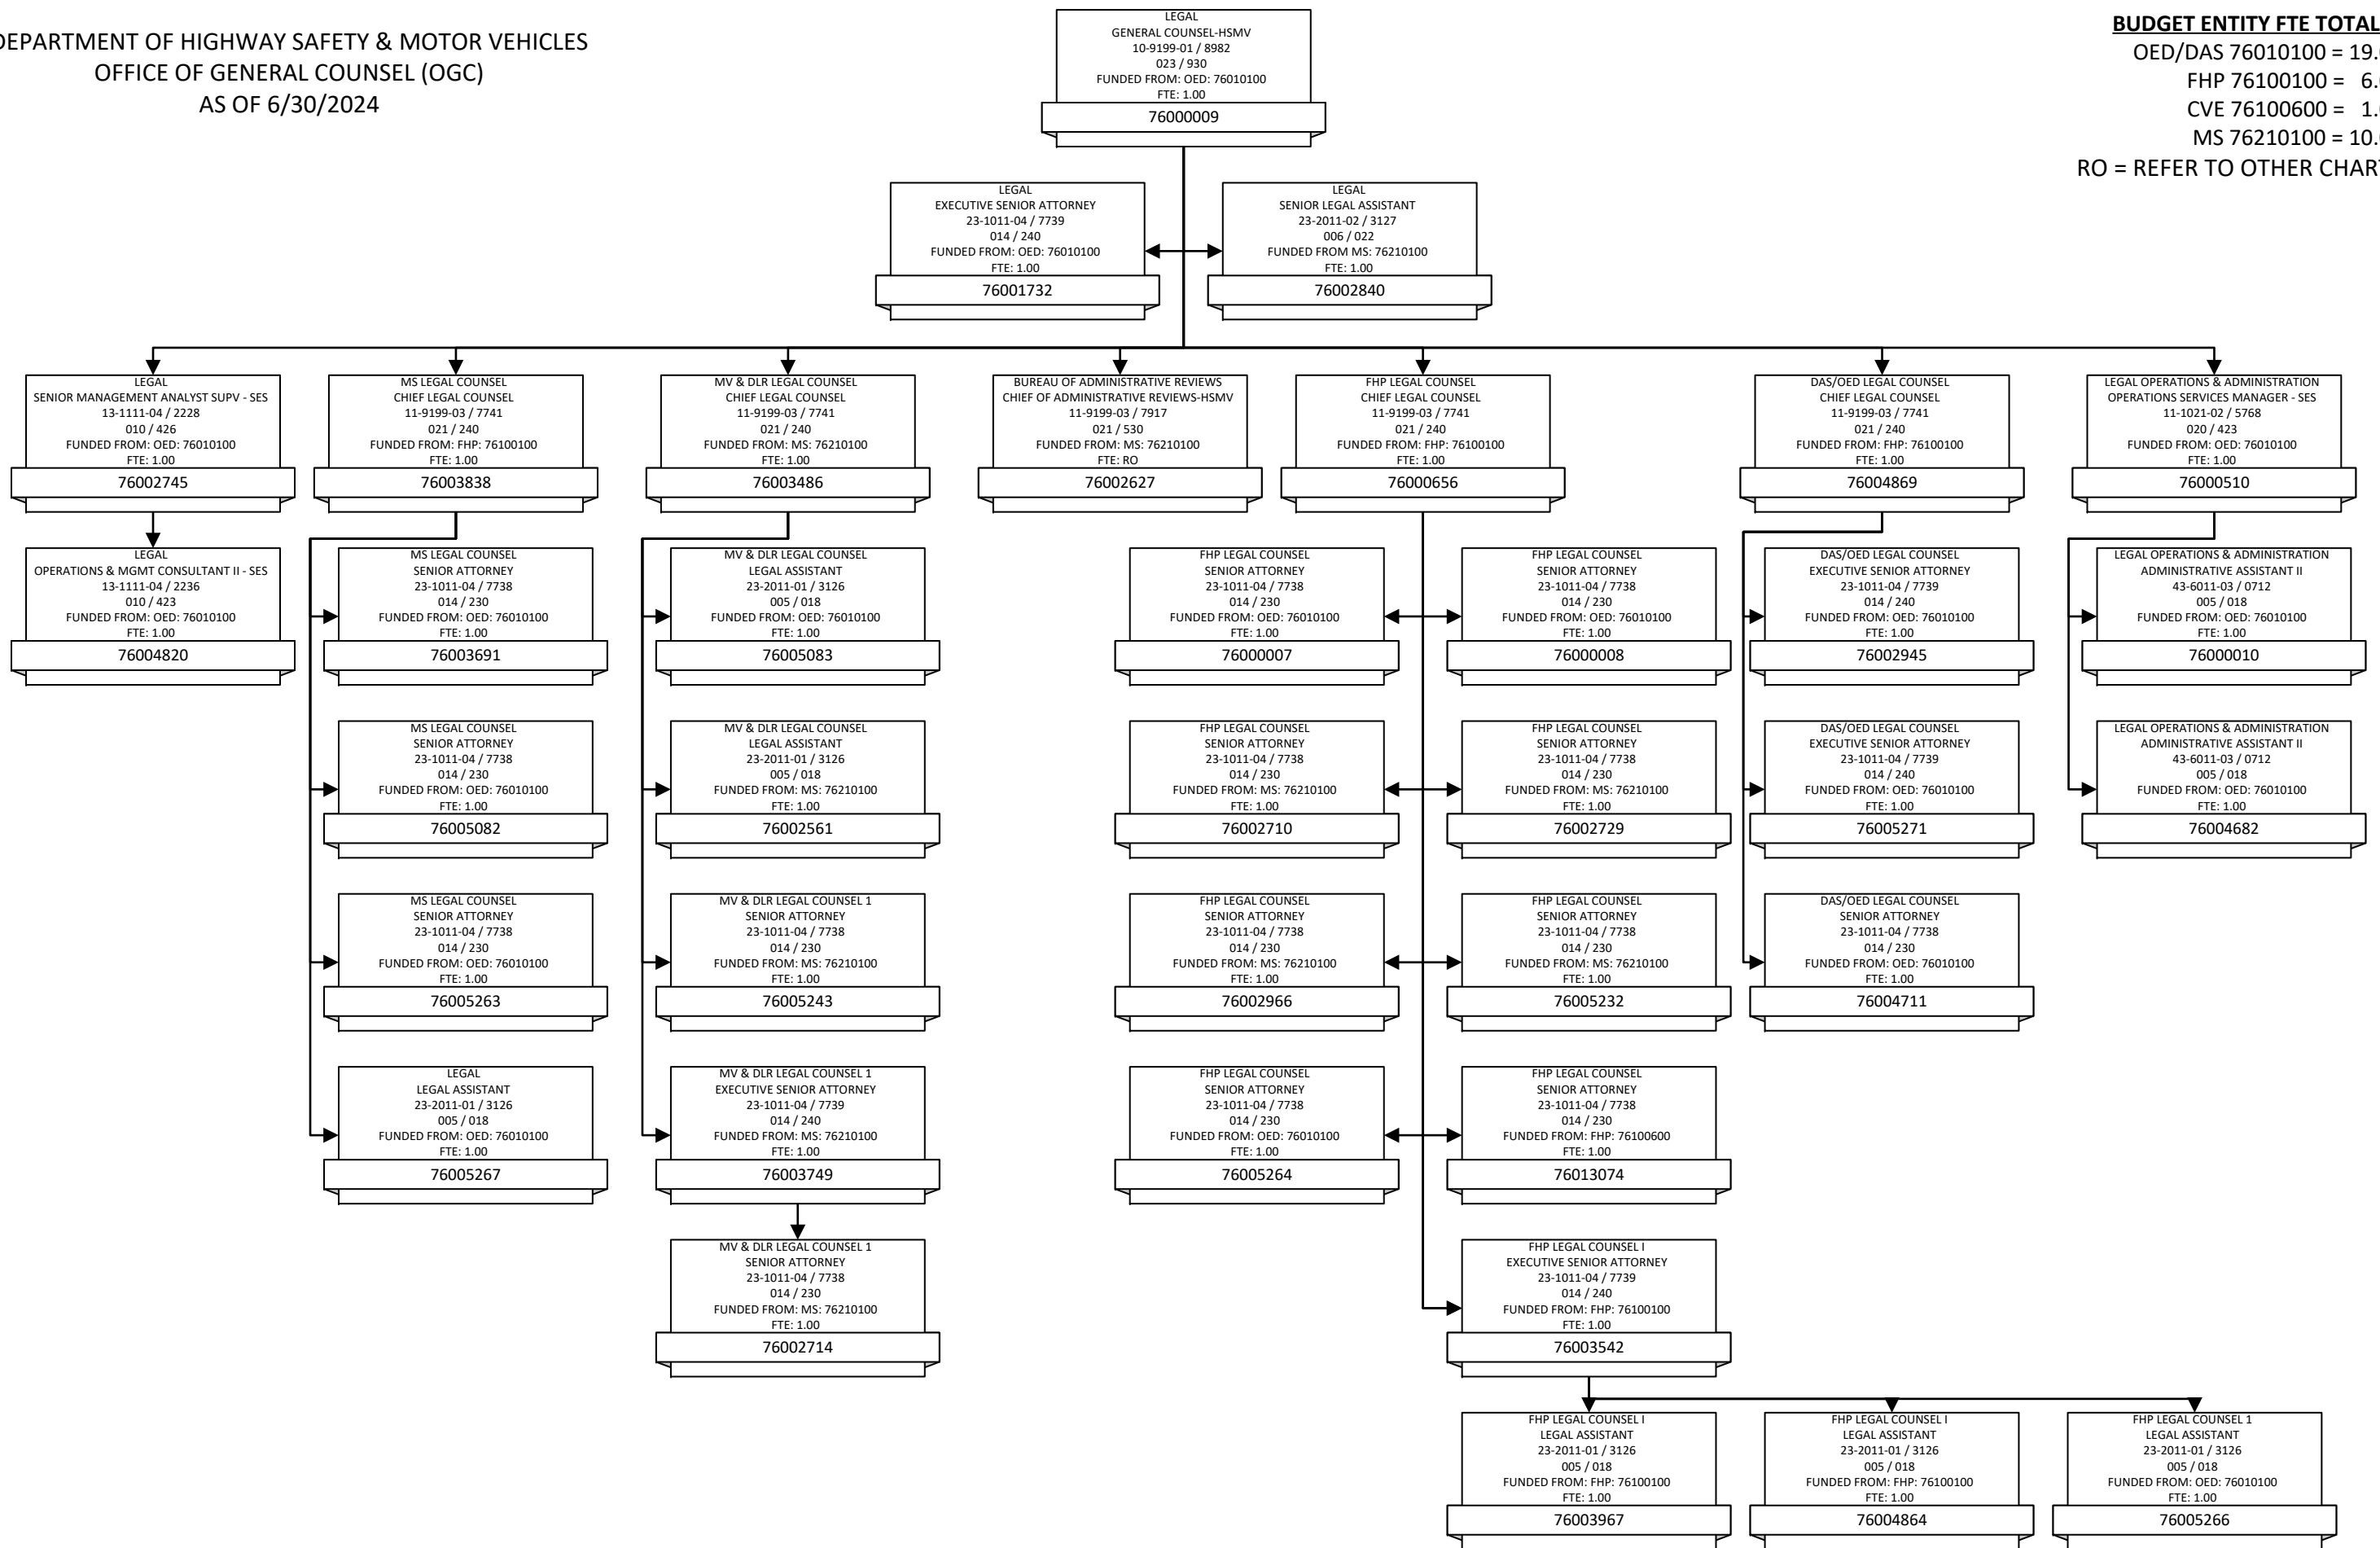 DEPARTMENT OF HIGHWAY SAFETY & MOTOR VEHICLES
OFFICE OF GENERAL COUNSEL (OGC)
AS OF 6/30/2024
BUDGET ENTITY FTE TOTAL
OED/DAS 76010100 = 19.
FHP 76100100 = 6.
CVE 76100600 = 1.
MS 76210100 = 10.
RO = REFER TO OTHER CHART
LEGAL
GENERAL COUNSEL-HSMV
10-9199-01 / 8982
023 / 930
FUNDED FROM: OED: 76010100
FTE: 1.00
76000009
LEGAL
EXECUTIVE SENIOR ATTORNEY
23-1011-04 / 7739
014 / 240
FUNDED FROM: OED: 76010100
FTE: 1.00
76001732
LEGAL
SENIOR LEGAL ASSISTANT
23-2011-02 / 3127
006 / 022
FUNDED FROM MS: 76210100
FTE: 1.00
76002840
LEGAL
SENIOR MANAGEMENT ANALYST SUPV - SES
13-1111-04 / 2228
010 / 426
FUNDED FROM: OED: 76010100
FTE: 1.00
76002745
MS LEGAL COUNSEL
CHIEF LEGAL COUNSEL
11-9199-03 / 7741
021 / 240
FUNDED FROM: FHP: 76100100
FTE: 1.00
76003838
MV & DLR LEGAL COUNSEL
CHIEF LEGAL COUNSEL
11-9199-03 / 7741
021 / 240
FUNDED FROM: MS: 76210100
FTE: 1.00
76003486
BUREAU OF ADMINISTRATIVE REVIEWS
CHIEF OF ADMINISTRATIVE REVIEWS-HSMV
11-9199-03 / 7917
021 / 530
FUNDED FROM: MS: 76210100
FTE: RO
76002627
FHP LEGAL COUNSEL
CHIEF LEGAL COUNSEL
11-9199-03 / 7741
021 / 240
FUNDED FROM: FHP: 76100100
FTE: 1.00
76000656
DAS/OED LEGAL COUNSEL
CHIEF LEGAL COUNSEL
11-9199-03 / 7741
021 / 240
FUNDED FROM: FHP: 76100100
FTE: 1.00
76004869
LEGAL OPERATIONS & ADMINISTRATION
OPERATIONS SERVICES MANAGER - SES
11-1021-02 / 5768
020 / 423
FUNDED FROM: OED: 76010100
FTE: 1.00
76000510
LEGAL
OPERATIONS & MGMT CONSULTANT II - SES
13-1111-04 / 2236
010 / 423
FUNDED FROM: OED: 76010100
FTE: 1.00
76004820
MS LEGAL COUNSEL
SENIOR ATTORNEY
23-1011-04 / 7738
014 / 230
FUNDED FROM: OED: 76010100
FTE: 1.00
76003691
MV & DLR LEGAL COUNSEL
LEGAL ASSISTANT
23-2011-01 / 3126
005 / 018
FUNDED FROM: OED: 76010100
FTE: 1.00
76005083
FHP LEGAL COUNSEL
SENIOR ATTORNEY
23-1011-04 / 7738
014 / 230
FUNDED FROM: OED: 76010100
FTE: 1.00
76000007
FHP LEGAL COUNSEL
SENIOR ATTORNEY
23-1011-04 / 7738
014 / 230
FUNDED FROM: OED: 76010100
FTE: 1.00
76000008
DAS/OED LEGAL COUNSEL
EXECUTIVE SENIOR ATTORNEY
23-1011-04 / 7739
014 / 240
FUNDED FROM: OED: 76010100
FTE: 1.00
76002945
LEGAL OPERATIONS & ADMINISTRATION
ADMINISTRATIVE ASSISTANT II
43-6011-03 / 0712
005 / 018
FUNDED FROM: OED: 76010100
FTE: 1.00
76000010
MS LEGAL COUNSEL
SENIOR ATTORNEY
23-1011-04 / 7738
014 / 230
FUNDED FROM: OED: 76010100
FTE: 1.00
76005082
MV & DLR LEGAL COUNSEL
LEGAL ASSISTANT
23-2011-01 / 3126
005 / 018
FUNDED FROM: MS: 76210100
FTE: 1.00
76002561
FHP LEGAL COUNSEL
SENIOR ATTORNEY
23-1011-04 / 7738
014 / 230
FUNDED FROM: MS: 76210100
FTE: 1.00
76002710
FHP LEGAL COUNSEL
SENIOR ATTORNEY
23-1011-04 / 7738
014 / 230
FUNDED FROM: MS: 76210100
FTE: 1.00
76002729
DAS/OED LEGAL COUNSEL
EXECUTIVE SENIOR ATTORNEY
23-1011-04 / 7739
014 / 240
FUNDED FROM: OED: 76010100
FTE: 1.00
76005271
LEGAL OPERATIONS & ADMINISTRATION
ADMINISTRATIVE ASSISTANT II
43-6011-03 / 0712
005 / 018
FUNDED FROM: OED: 76010100
FTE: 1.00
76004682
MS LEGAL COUNSEL
SENIOR ATTORNEY
23-1011-04 / 7738
014 / 230
FUNDED FROM: OED: 76010100
FTE: 1.00
76005263
MV & DLR LEGAL COUNSEL 1
SENIOR ATTORNEY
23-1011-04 / 7738
014 / 230
FUNDED FROM: MS: 76210100
FTE: 1.00
76005243
FHP LEGAL COUNSEL
SENIOR ATTORNEY
23-1011-04 / 7738
014 / 230
FUNDED FROM: MS: 76210100
FTE: 1.00
76002966
FHP LEGAL COUNSEL
SENIOR ATTORNEY
23-1011-04 / 7738
014 / 230
FUNDED FROM: MS: 76210100
FTE: 1.00
76005232
DAS/OED LEGAL COUNSEL
SENIOR ATTORNEY
23-1011-04 / 7738
014 / 230
FUNDED FROM: OED: 76010100
FTE: 1.00
76004711
LEGAL
LEGAL ASSISTANT
23-2011-01 / 3126
005 / 018
FUNDED FROM: OED: 76010100
FTE: 1.00
76005267
MV & DLR LEGAL COUNSEL 1
EXECUTIVE SENIOR ATTORNEY
23-1011-04 / 7739
014 / 240
FUNDED FROM: MS: 76210100
FTE: 1.00
76003749
FHP LEGAL COUNSEL
SENIOR ATTORNEY
23-1011-04 / 7738
014 / 230
FUNDED FROM: OED: 76010100
FTE: 1.00
76005264
FHP LEGAL COUNSEL
SENIOR ATTORNEY
23-1011-04 / 7738
014 / 230
FUNDED FROM: FHP: 76100600
FTE: 1.00
76013074
MV & DLR LEGAL COUNSEL 1
SENIOR ATTORNEY
23-1011-04 / 7738
014 / 230
FUNDED FROM: MS: 76210100
FTE: 1.00
76002714
FHP LEGAL COUNSEL I
EXECUTIVE SENIOR ATTORNEY
23-1011-04 / 7739
014 / 240
FUNDED FROM: FHP: 76100100
FTE: 1.00
76003542
FHP LEGAL COUNSEL I
LEGAL ASSISTANT
23-2011-01 / 3126
005 / 018
FUNDED FROM: FHP: 76100100
FTE: 1.00
76003967
FHP LEGAL COUNSEL I
LEGAL ASSISTANT
23-2011-01 / 3126
005 / 018
FUNDED FROM: FHP: 76100100
FTE: 1.00
76004864
FHP LEGAL COUNSEL 1
LEGAL ASSISTANT
23-2011-01 / 3126
005 / 018
FUNDED FROM: OED: 76010100
FTE: 1.00
76005266